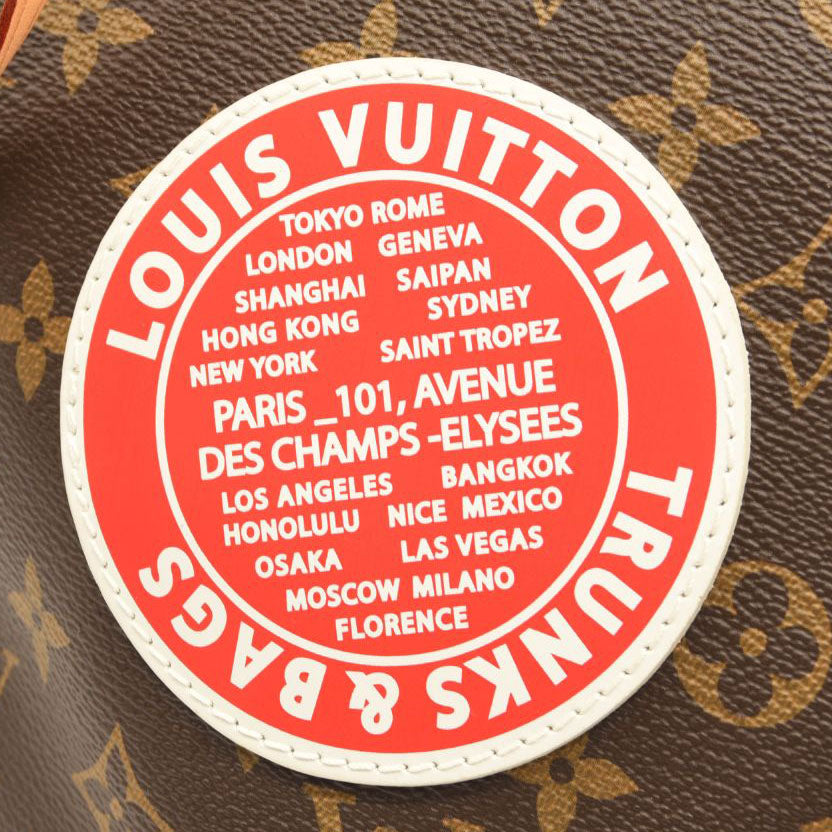 LOUIS VUITTON
TOKYO ROME
LONDON GENEVA
SHANGHAI SAIPAN
HONG KONG SYDNEY
NEW YORK SAINT TROPEZ
PARIS _101, AVENUE
DES CHAMPS -ELYSEES
LOS ANGELES BANGKOK
HONOLULU NICE MEXICO
OSAKA LAS VEGAS
MOSCOW MILANO
FLORENCE
TRUNKS & BAGS